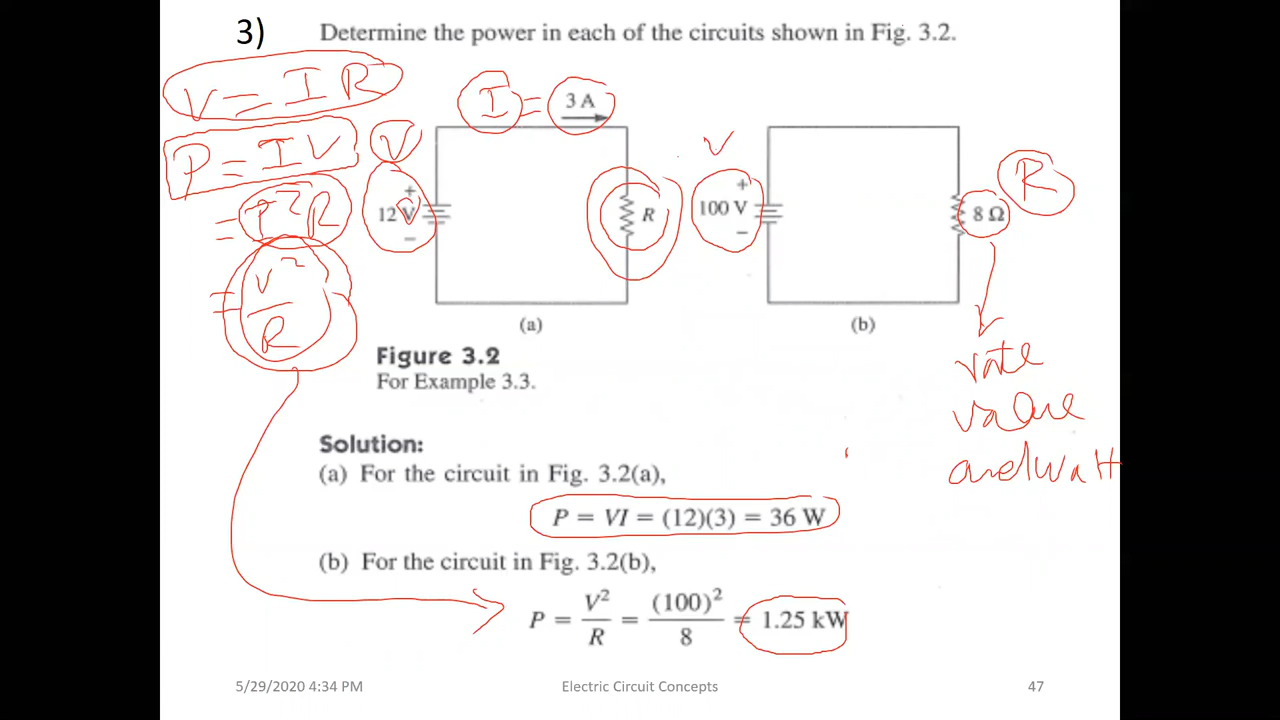 3) Determine the power in each of the circuits shown in Fig. 3.2.
V = I R
P = I V
= I²R
= V²/R
I = 3 A
V
12 V
+
−
R
(a)
V
100 V
+
−
8 Ω
R
(b)
rate
value
and watt
Figure 3.2
For Example 3.3.
Solution:
(a) For the circuit in Fig. 3.2(a),
P = VI = (12)(3) = 36 W
(b) For the circuit in Fig. 3.2(b),
P = V²/R = (100)²/8 = 1.25 kW
5/29/2020 4:34 PM
Electric Circuit Concepts
47